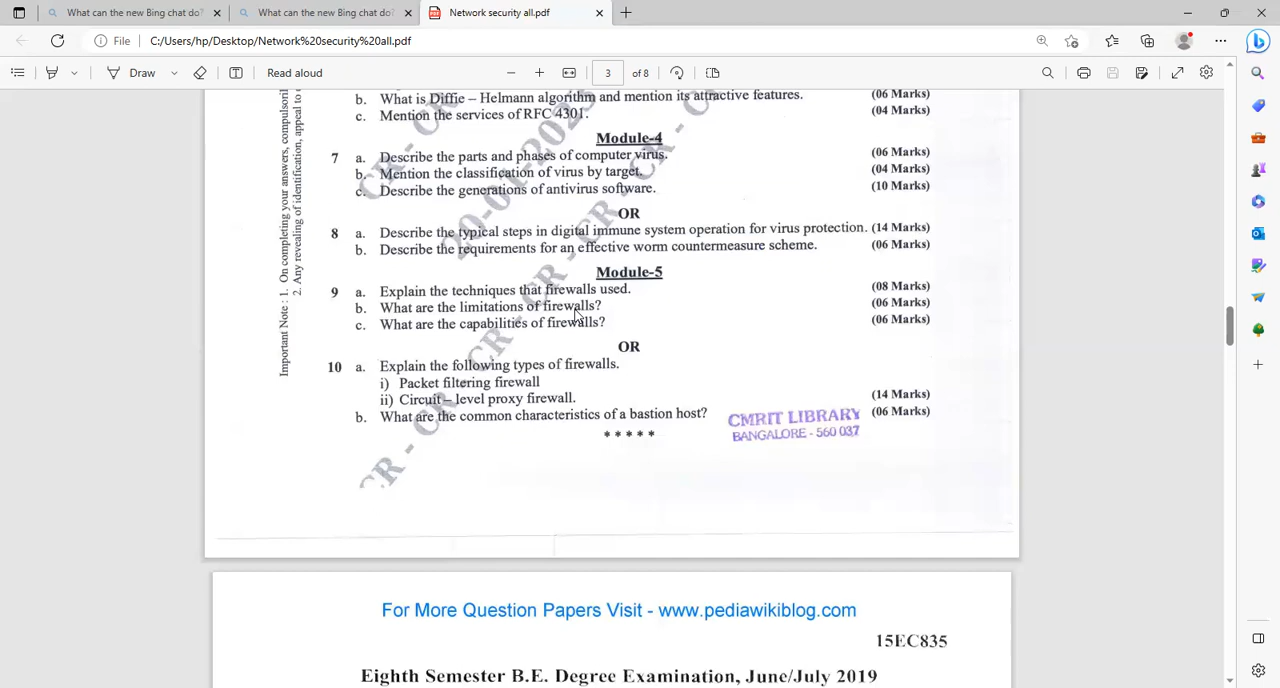 What can the new Bing chat do?
What can the new Bing chat do?
Network security all.pdf
File C:/Users/hp/Desktop/Network%20security%20all.pdf
Draw Read aloud 3 of 8
b. What is Diffie – Helmann algorithm and mention its attractive features. (06 Marks)
c. Mention the services of RFC 4301. (04 Marks)
Module-4
7 a. Describe the parts and phases of computer virus. (06 Marks)
b. Mention the classification of virus by target. (04 Marks)
c. Describe the generations of antivirus software. (10 Marks)
OR
8 a. Describe the typical steps in digital immune system operation for virus protection. (14 Marks)
b. Describe the requirements for an effective worm countermeasure scheme. (06 Marks)
Module-5
9 a. Explain the techniques that firewalls used. (08 Marks)
b. What are the limitations of firewalls? (06 Marks)
c. What are the capabilities of firewalls? (06 Marks)
OR
10 a. Explain the following types of firewalls.
i) Packet filtering firewall
ii) Circuit – level proxy firewall. (14 Marks)
b. What are the common characteristics of a bastion host? (06 Marks)
*****
CMRIT LIBRARY
BANGALORE - 560 037
Important Note : 1. On completing your answers, compulsoril
2. Any revealing of identification, appeal to
CR - CR - CR - CR - CR
20-01-2023
For More Question Papers Visit - www.pediawikiblog.com
15EC835
Eighth Semester B.E. Degree Examination, June/July 2019